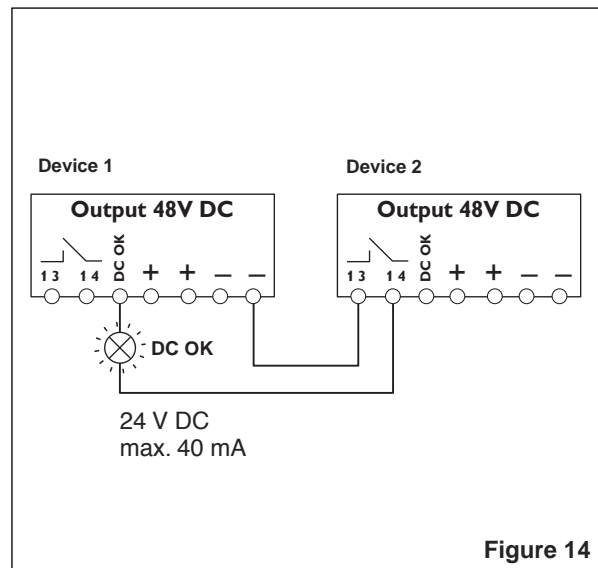 Device 1
Output 48V DC
13 14 DC OK + + – –
DC OK
24 V DC
max. 40 mA
Device 2
Output 48V DC
13 14 DC OK + + – –
Figure 14